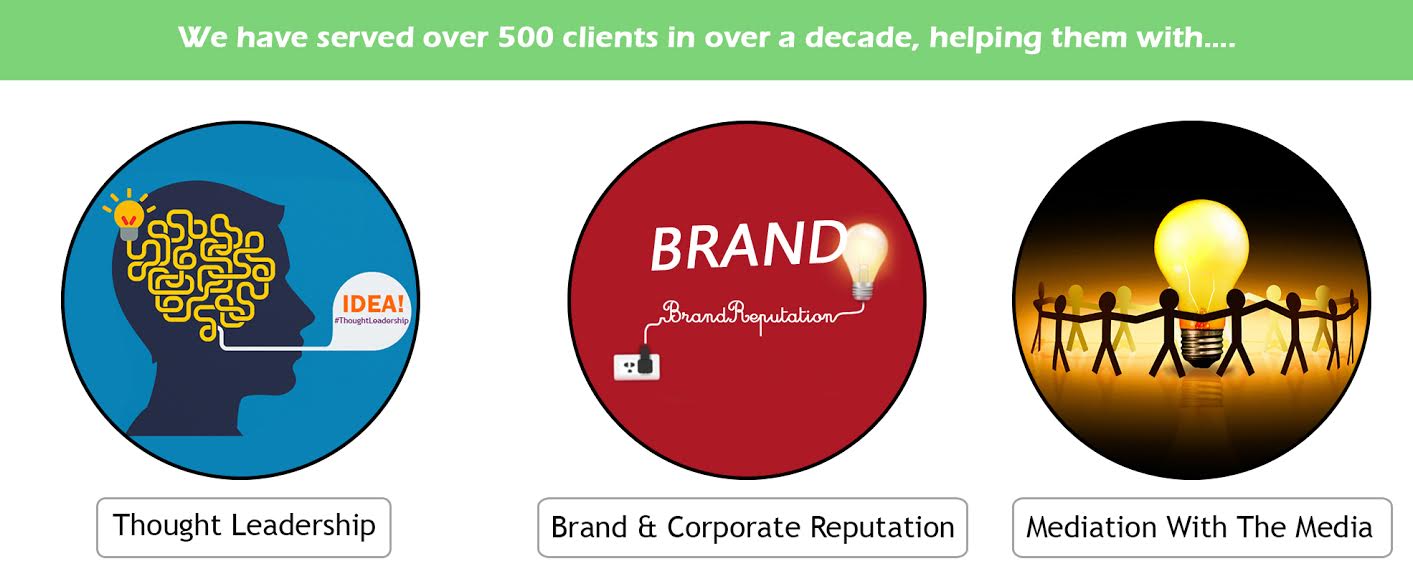 We have served over 500 clients in over a decade, helping them with....
IDEA!
#ThoughtLeadership
BRAND
BrandReputation
Thought Leadership
Brand & Corporate Reputation
Mediation With The Media